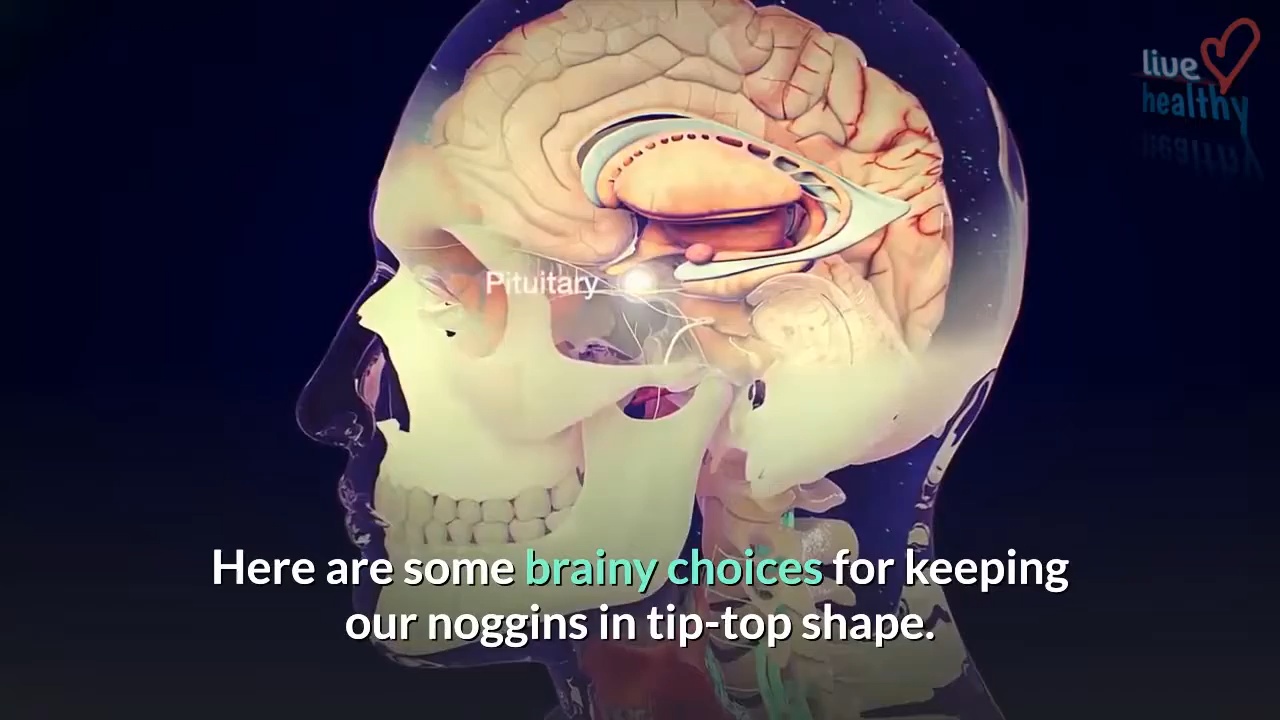 live
healthy
Pituitary
Here are some brainy choices for keeping
our noggins in tip-top shape.